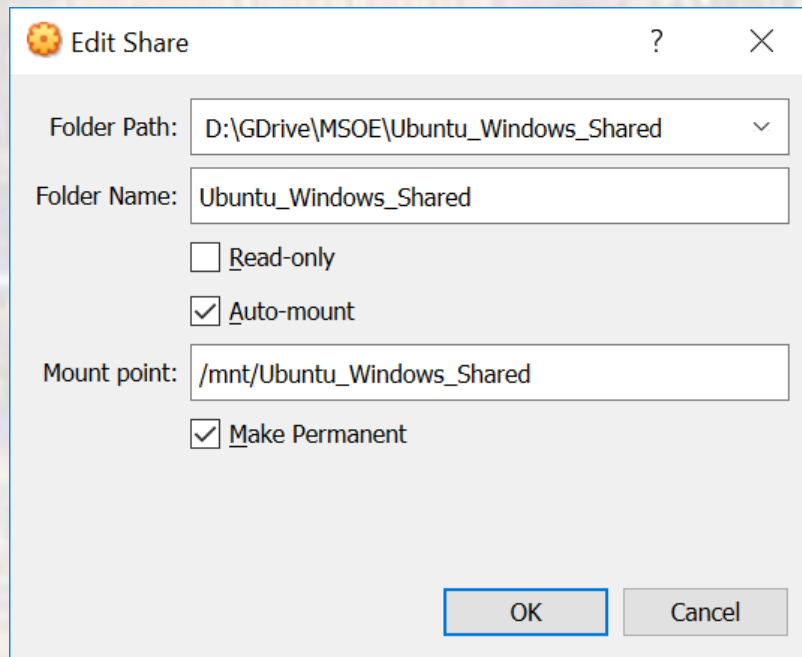 Edit Share
?
Folder Path: D:\GDrive\MSOE\Ubuntu_Windows_Shared
Folder Name: Ubuntu_Windows_Shared
Read-only
Auto-mount
Mount point: /mnt/Ubuntu_Windows_Shared
Make Permanent
OK Cancel